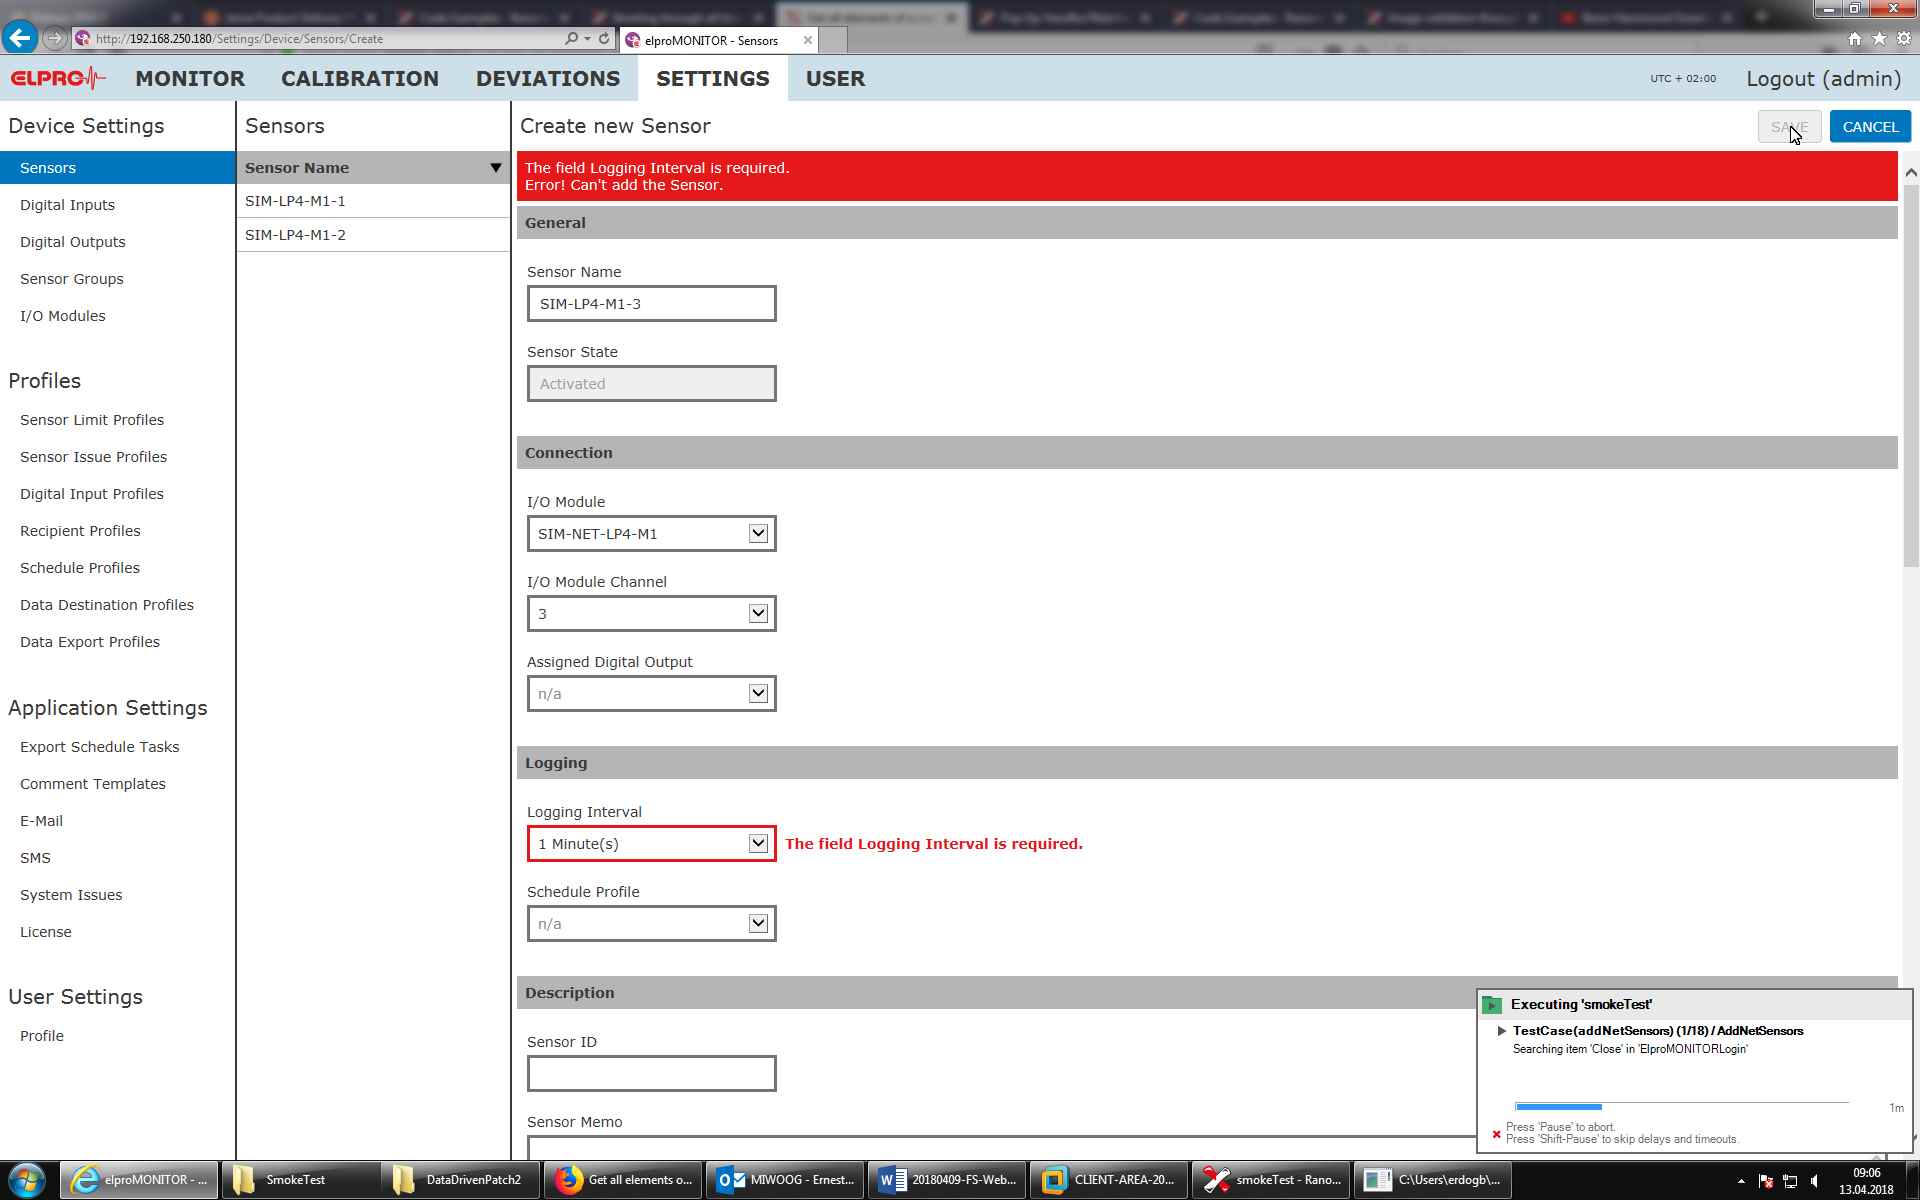 http://192.168.250.180/Settings/Device/Sensors/Create
elproMONITOR - Sensors
ELPRO
MONITOR
CALIBRATION
DEVIATIONS
SETTINGS
USER
UTC + 02:00
Logout (admin)
Device Settings
Sensors
Digital Inputs
Digital Outputs
Sensor Groups
I/O Modules
Profiles
Sensor Limit Profiles
Sensor Issue Profiles
Digital Input Profiles
Recipient Profiles
Schedule Profiles
Data Destination Profiles
Data Export Profiles
Application Settings
Export Schedule Tasks
Comment Templates
E-Mail
SMS
System Issues
License
User Settings
Profile
Sensors
Sensor Name
SIM-LP4-M1-1
SIM-LP4-M1-2
Create new Sensor
SAVE
CANCEL
The field Logging Interval is required.
Error! Can't add the Sensor.
General
Sensor Name
SIM-LP4-M1-3
Sensor State
Activated
Connection
I/O Module
SIM-NET-LP4-M1
I/O Module Channel
3
Assigned Digital Output
n/a
Logging
Logging Interval
1 Minute(s)
The field Logging Interval is required.
Schedule Profile
n/a
Description
Sensor ID
Sensor Memo
Executing 'smokeTest'
TestCase(addNetSensors) (1/18) / AddNetSensors
Searching item 'Close' in 'ElproMONITORLogin'
1m
Press 'Pause' to abort.
Press 'Shift-Pause' to skip delays and timeouts.
elproMONITOR - ...
SmokeTest
DataDrivenPatch2
Get all elements o...
MIWOOG - Ernest...
20180409-FS-Web...
CLIENT-AREA-20...
smokeTest - Rano...
C:\Users\erdogb\...
09:06
13.04.2018